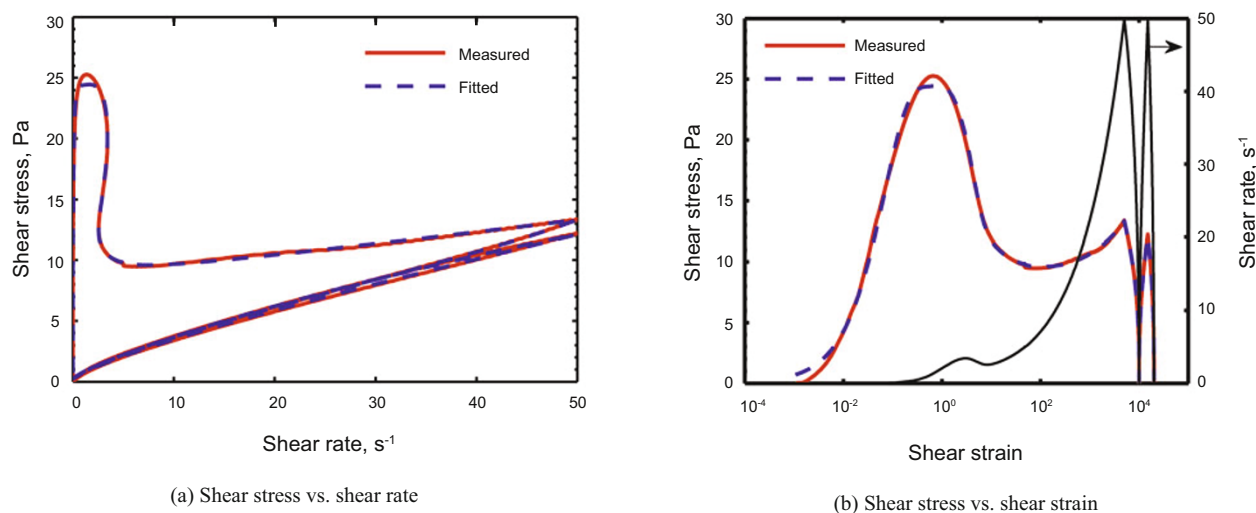 30
25
20
15
10
5
0
Shear stress, Pa
Measured
Fitted
0 10 20 30 40 50
Shear rate, s-1
(a) Shear stress vs. shear rate
30
25
20
15
10
5
0
Shear stress, Pa
Measured
Fitted
50
40
30
20
10
0
Shear rate, s-1
10-4 10-2 100 102 104
Shear strain
(b) Shear stress vs. shear strain